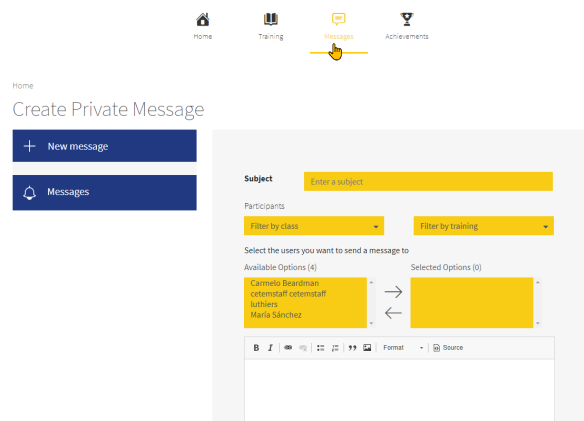 Home Training Messages Achievements
Home
Create Private Message
New message
Messages
Subject Enter a subject
Participants
Filter by class Filter by training
Select the users you want to send a message to
Available Options (4) Selected Options (0)
Carmelo Beardman
cetemstaff cetemstaff
luthiers
María Sánchez
B I Format Source